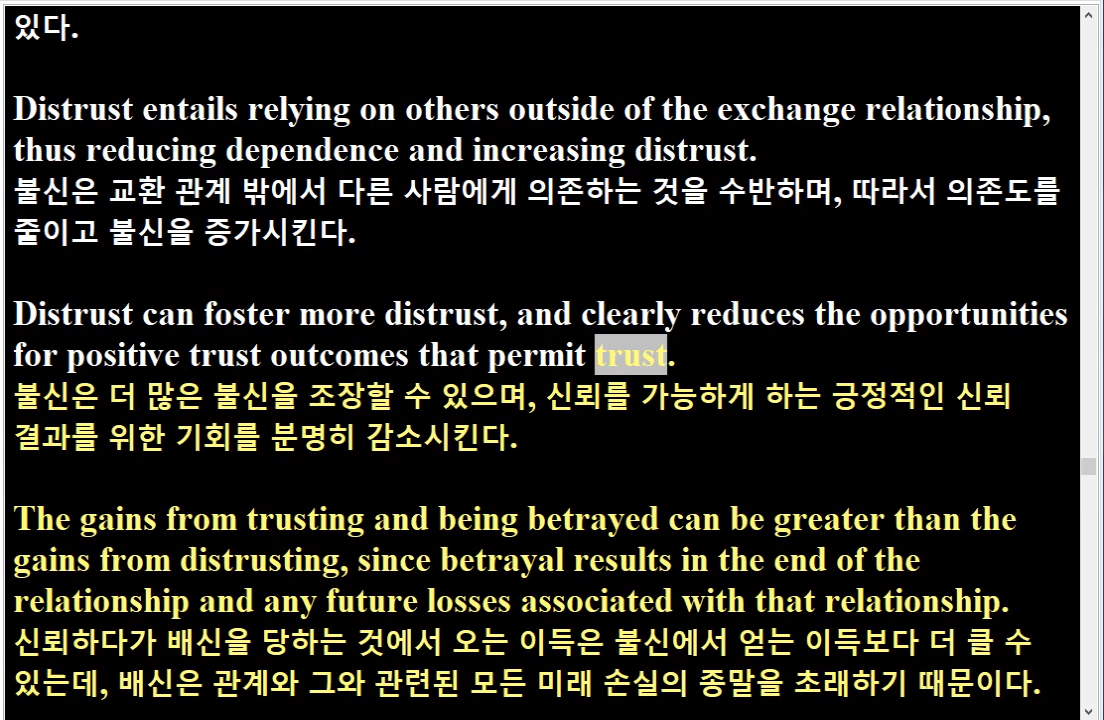 있다.
Distrust entails relying on others outside of the exchange relationship,
thus reducing dependence and increasing distrust.
불신은 교환 관계 밖에서 다른 사람에게 의존하는 것을 수반하며, 따라서 의존도를
줄이고 불신을 증가시킨다.
Distrust can foster more distrust, and clearly reduces the opportunities
for positive trust outcomes that permit trust.
불신은 더 많은 불신을 조장할 수 있으며, 신뢰를 가능하게 하는 긍정적인 신뢰
결과를 위한 기회를 분명히 감소시킨다.
The gains from trusting and being betrayed can be greater than the
gains from distrusting, since betrayal results in the end of the
relationship and any future losses associated with that relationship.
신뢰하다가 배신을 당하는 것에서 오는 이득은 불신에서 얻는 이득보다 더 클 수
있는데, 배신은 관계와 그와 관련된 모든 미래 손실의 종말을 초래하기 때문이다.